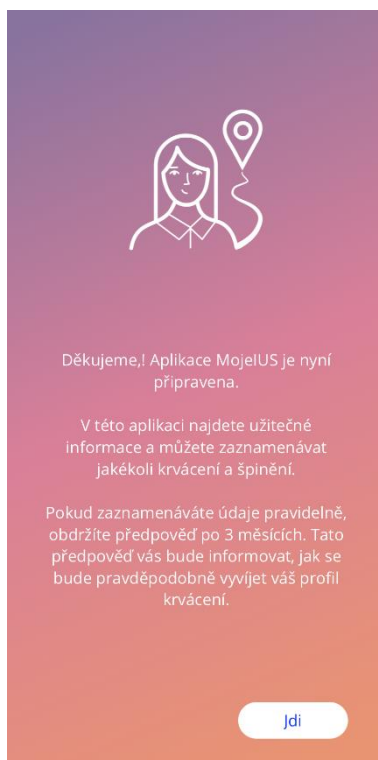 Děkujeme,! Aplikace MojeIUS je nyní
připravena.
V této aplikaci najdete užitečné
informace a můžete zaznamenávat
jakékoli krvácení a špinění.
Pokud zaznamenáváte údaje pravidelně,
obdržíte předpověď po 3 měsících. Tato
předpověď vás bude informovat, jak se
bude pravděpodobně vyvíjet váš profil
krvácení.
Jdi